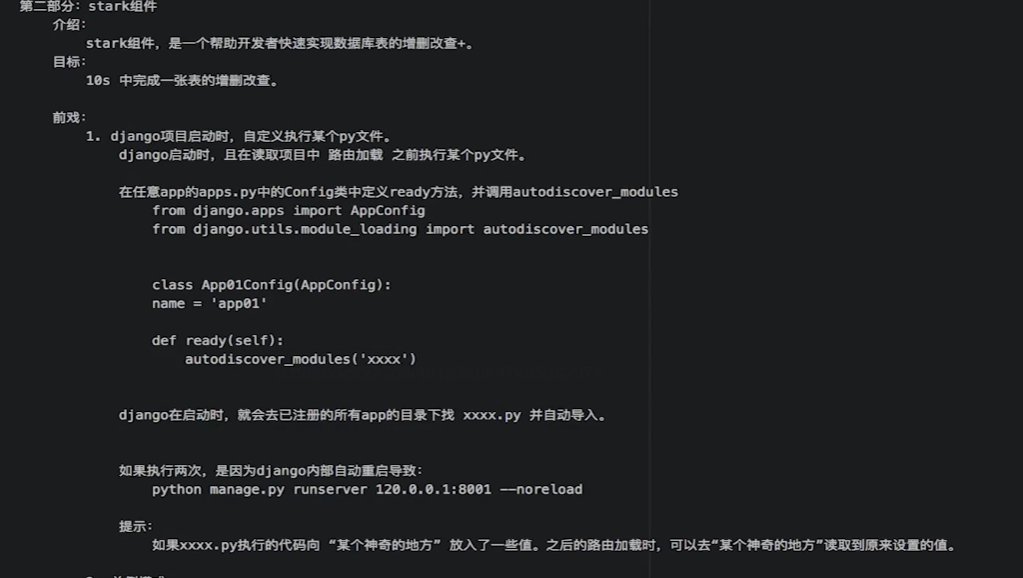 第二部分：stark组件
介绍：
stark组件，是一个帮助开发者快速实现数据库表的增删改查+。
目标：
10s 中完成一张表的增删改查。
前戏：
1. django项目启动时，自定义执行某个py文件。
django启动时，且在读取项目中 路由加载 之前执行某个py文件。
在任意app的apps.py中的Config类中定义ready方法，并调用autodiscover_modules
from django.apps import AppConfig
from django.utils.module_loading import autodiscover_modules
class App01Config(AppConfig):
name = 'app01'
def ready(self):
autodiscover_modules('xxxx')
django在启动时，就会去已注册的所有app的目录下找 xxxx.py 并自动导入。
如果执行两次，是因为django内部自动重启导致：
python manage.py runserver 120.0.0.1:8001 --noreload
提示：
如果xxxx.py执行的代码向 “某个神奇的地方” 放入了一些值。之后的路由加载时，可以去“某个神奇的地方”读取到原来设置的值。